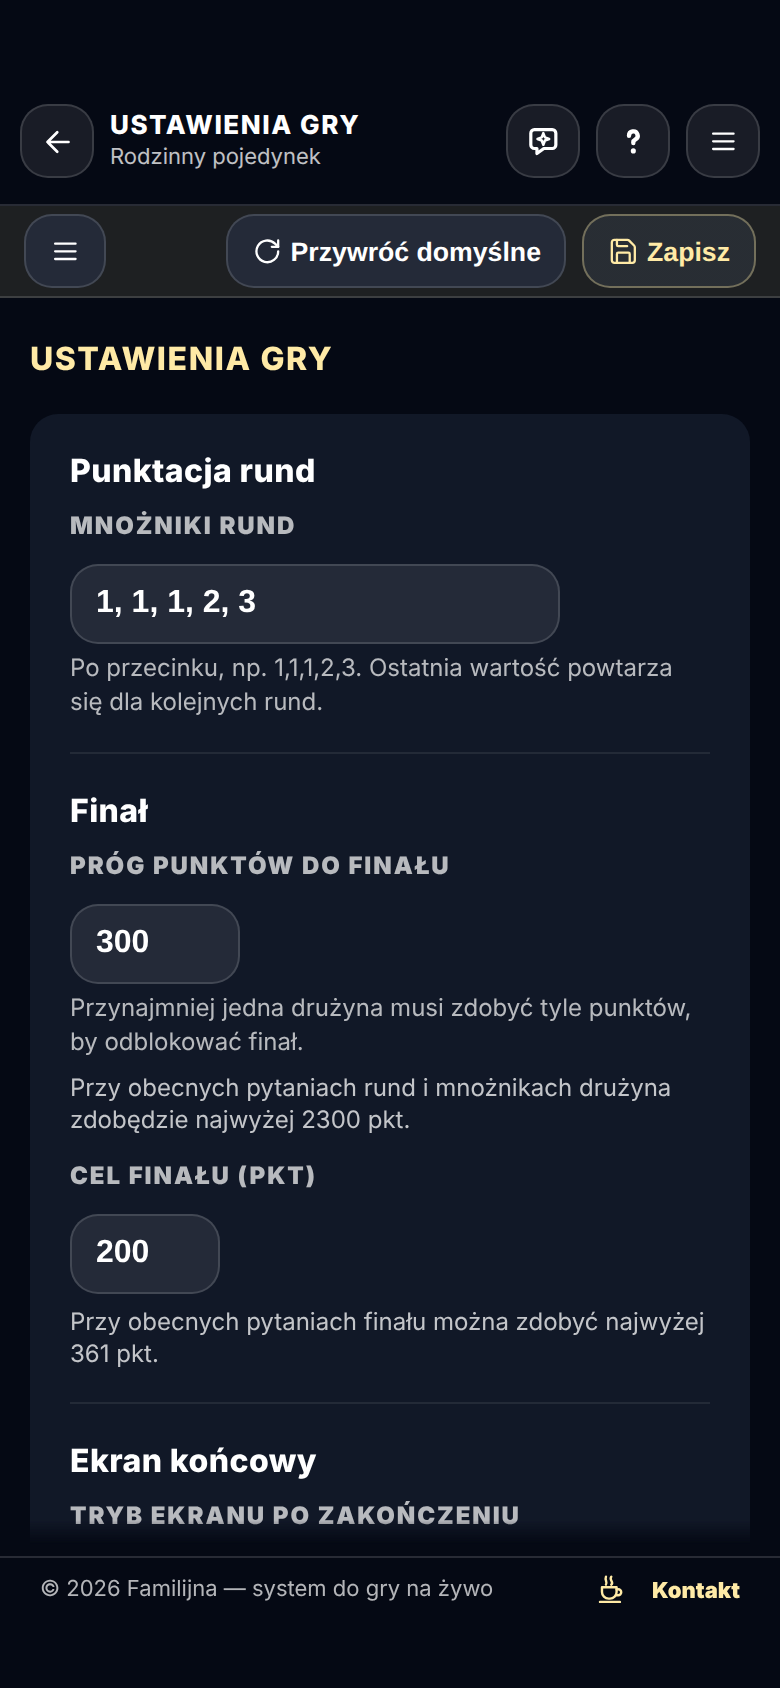 USTAWIENIA GRY
Rodzinny pojedynek
?
Przywróć domyślne
Zapisz
USTAWIENIA GRY
Punktacja rund
MNOŻNIKI RUND
1, 1, 1, 2, 3
Po przecinku, np. 1,1,1,2,3. Ostatnia wartość powtarza
się dla kolejnych rund.
Finał
PRÓG PUNKTÓW DO FINAŁU
300
Przynajmniej jedna drużyna musi zdobyć tyle punktów,
by odblokować finał.
Przy obecnych pytaniach rund i mnożnikach drużyna
zdobędzie najwyżej 2300 pkt.
CEL FINAŁU (PKT)
200
Przy obecnych pytaniach finału można zdobyć najwyżej
361 pkt.
Ekran końcowy
TRYB EKRANU PO ZAKOŃCZENIU
© 2026 Familijna — system do gry na żywo
Kontakt